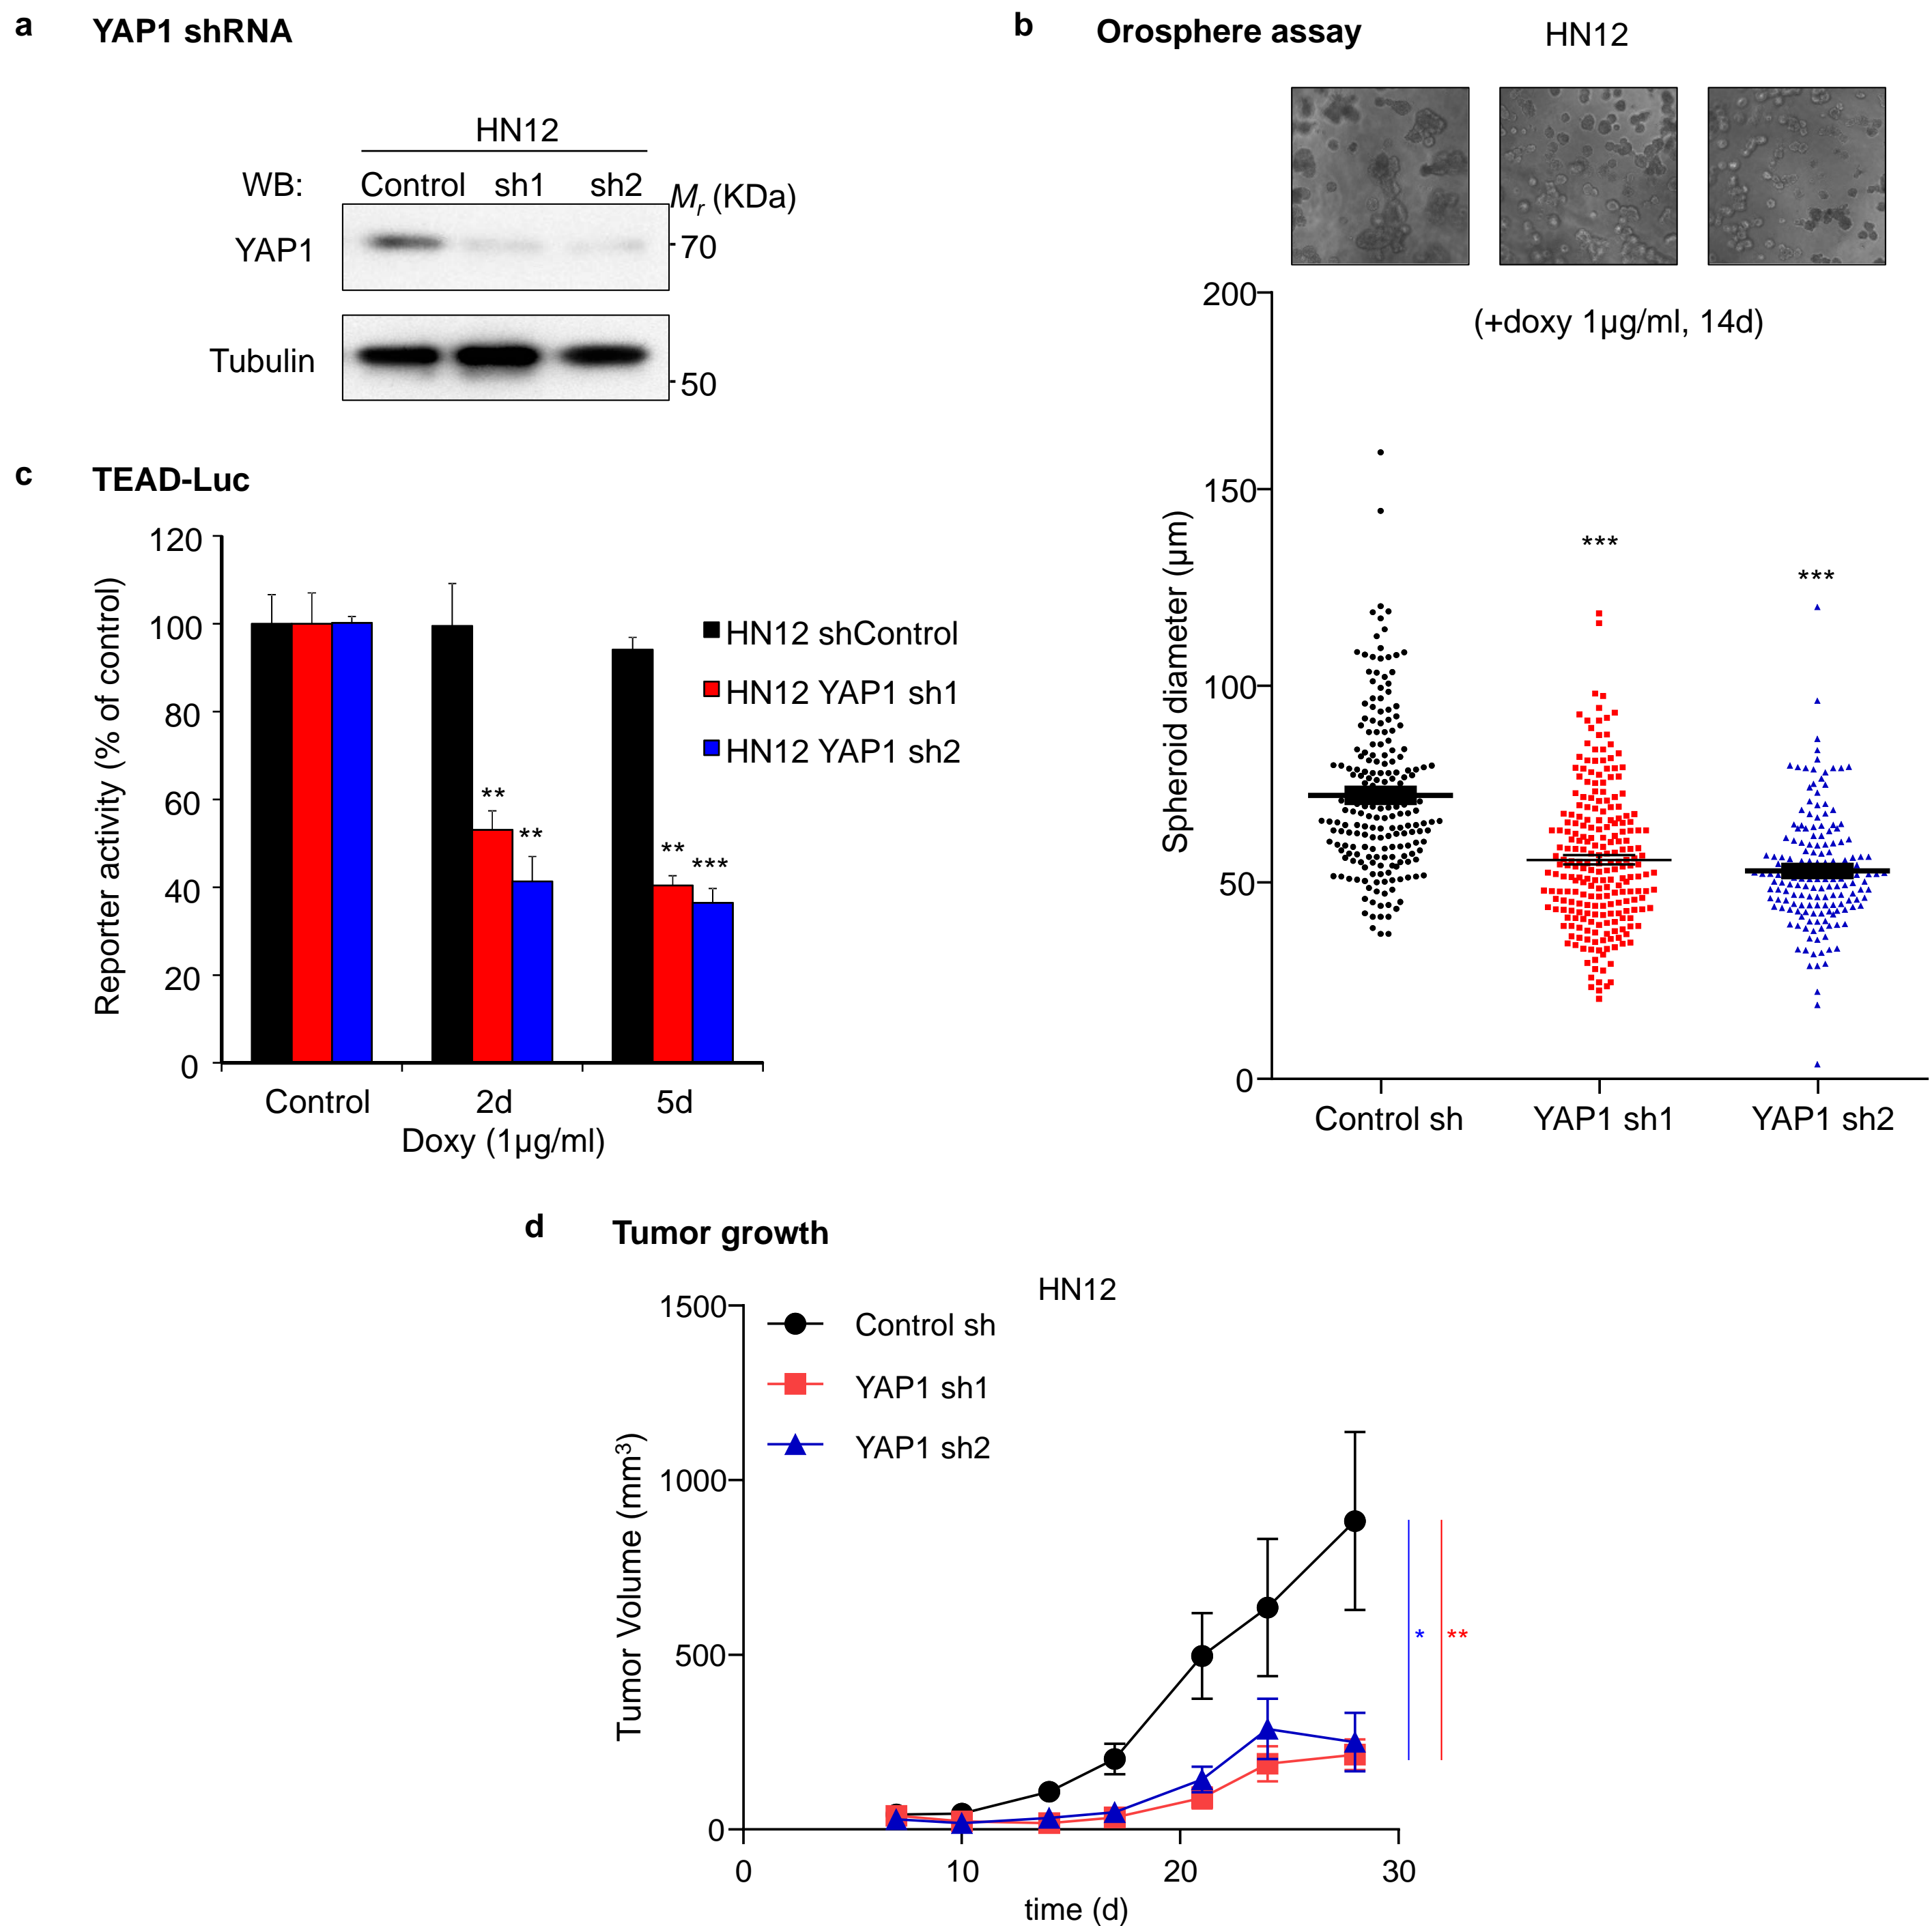 a YAP1 shRNA
HN12
WB: Control sh1 sh2 Mr (KDa)
YAP1
70
Tubulin
50
b Orosphere assay HN12
(+doxy 1µg/ml, 14d)
Spheroid diameter (µm)
200
150
100
50
0
***
***
Control sh YAP1 sh1 YAP1 sh2
c TEAD-Luc
Reporter activity (% of control)
120
100
80
60
40
20
0
**
**
**
***
HN12 shControl
HN12 YAP1 sh1
HN12 YAP1 sh2
Control 2d 5d
Doxy (1µg/ml)
d Tumor growth
HN12
Control sh
YAP1 sh1
YAP1 sh2
Tumor Volume (mm³)
1500
1000
500
0
* **
0 10 20 30
time (d)